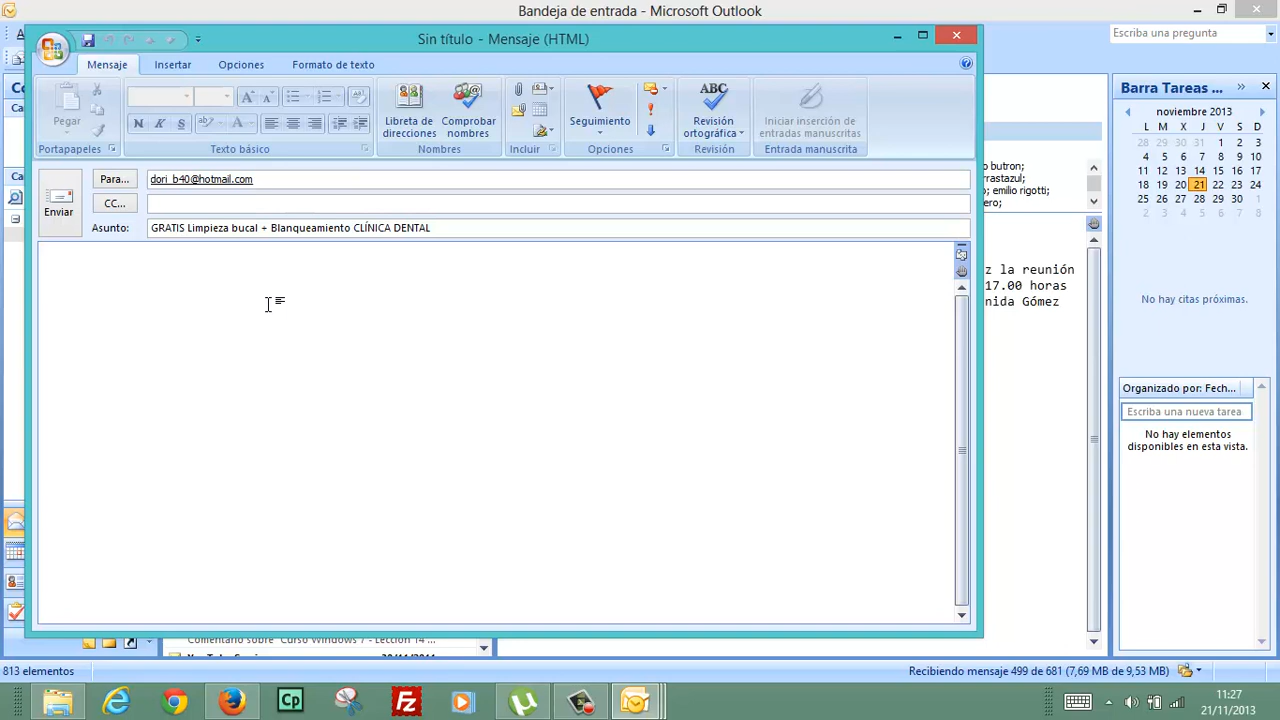 Bandeja de entrada - Microsoft Outlook
Escriba una pregunta
Sin título - Mensaje (HTML)
Mensaje Insertar Opciones Formato de texto
Pegar
N K S
Libreta de direcciones
ABC
Comprobar nombres
Seguimiento
ABC
Revisión ortográfica
Iniciar inserción de entradas manuscritas
Portapapeles Texto básico Nombres Incluir Opciones Revisión Entrada manuscrita
Enviar
Para... dori_b40@hotmail.com
CC...
Asunto: GRATIS Limpieza bucal + Blanqueamiento CLÍNICA DENTAL
o butron;
rrastazul;
o; emilio rigotti;
ero;
z la reunión
17.00 horas
nida Gómez
Barra Tareas ...
noviembre 2013
L M X J V S D
28 29 30 31 1 2 3
4 5 6 7 8 9 10
11 12 13 14 15 16 17
18 19 20 21 22 23 24
25 26 27 28 29 30 1
2 3 4 5 6 7 8
No hay citas próximas.
Organizado por: Fech...
Escriba una nueva tarea
No hay elementos
disponibles en esta vista.
Comentario sobre "Curso Windows 7 - Lección 14 ...
813 elementos
Recibiendo mensaje 499 de 681 (7,69 MB de 9,53 MB)
Cp
Fz
11:27
21/11/2013